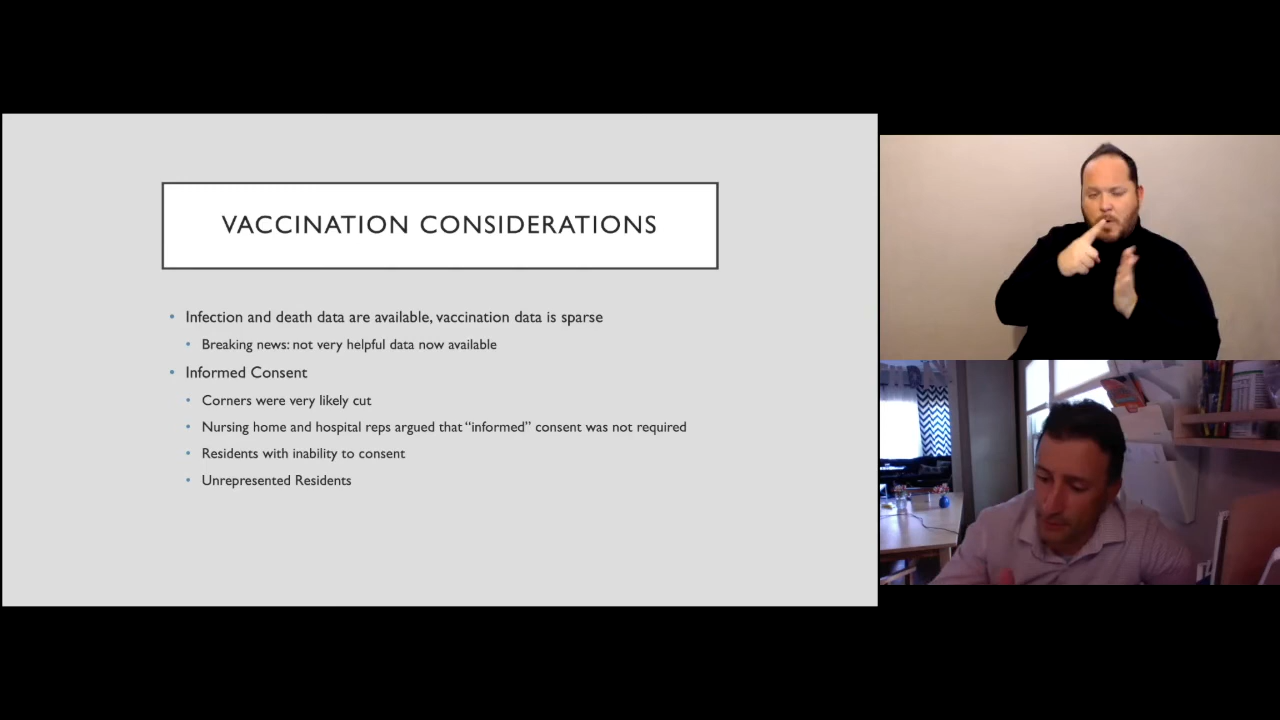 VACCINATION CONSIDERATIONS
• Infection and death data are available, vaccination data is sparse
• Breaking news: not very helpful data now available
• Informed Consent
• Corners were very likely cut
• Nursing home and hospital reps argued that “informed” consent was not required
• Residents with inability to consent
• Unrepresented Residents